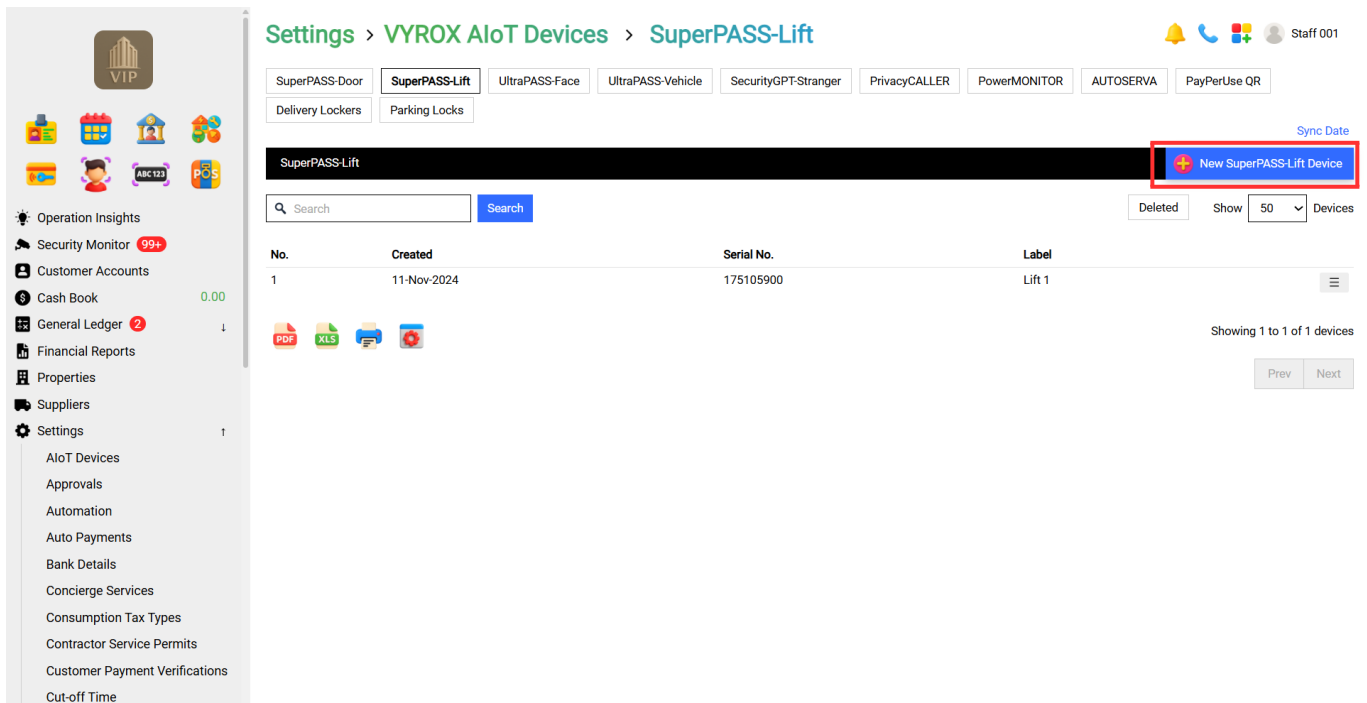 VIP
ABC 123
POS
Operation Insights
Security Monitor 99+
Customer Accounts
Cash Book 0.00
General Ledger 2 ↓
Financial Reports
Properties
Suppliers
Settings ↑
AIoT Devices
Approvals
Automation
Auto Payments
Bank Details
Concierge Services
Consumption Tax Types
Contractor Service Permits
Customer Payment Verifications
Cut-off Time
Settings > VYROX AIoT Devices > SuperPASS-Lift
Staff 001
SuperPASS-Door SuperPASS-Lift UltraPASS-Face UltraPASS-Vehicle SecurityGPT-Stranger PrivacyCALLER PowerMONITOR AUTOSERVA PayPerUse QR
Delivery Lockers Parking Locks
Sync Date
SuperPASS-Lift New SuperPASS-Lift Device
Search Search Deleted Show 50 Devices
No. Created Serial No. Label
1 11-Nov-2024 175105900 Lift 1
PDF XLS Showing 1 to 1 of 1 devices
Prev Next